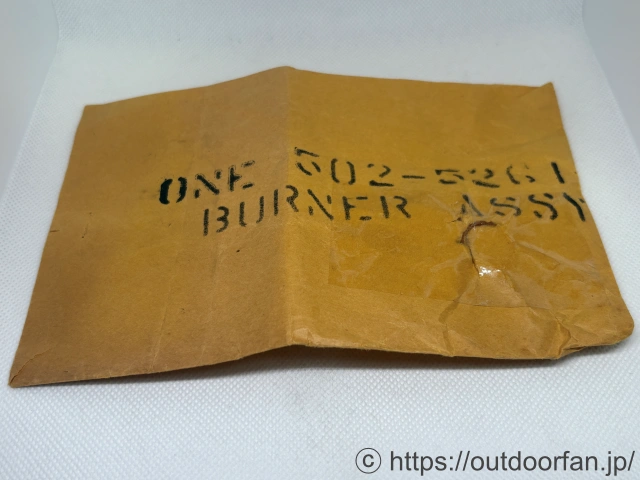 ONE 502-5261
BURNER ASSY
© https://outdoorfan.jp/